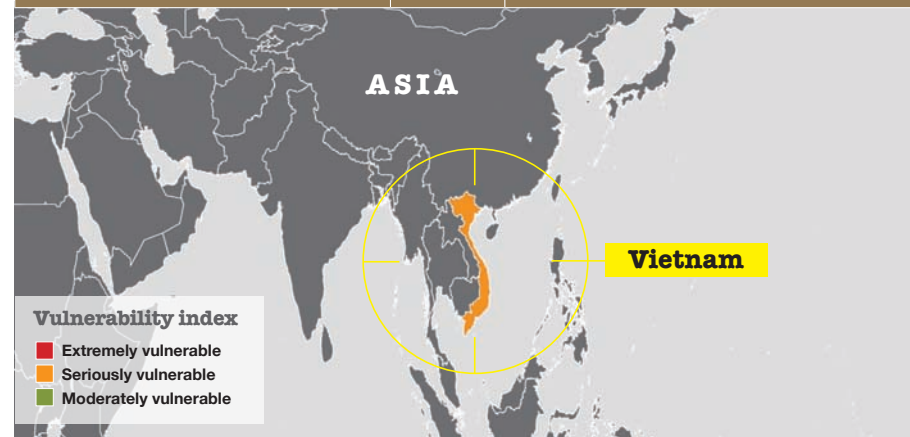 ASIA
Vietnam
Vulnerability index
Extremely vulnerable
Seriously vulnerable
Moderately vulnerable